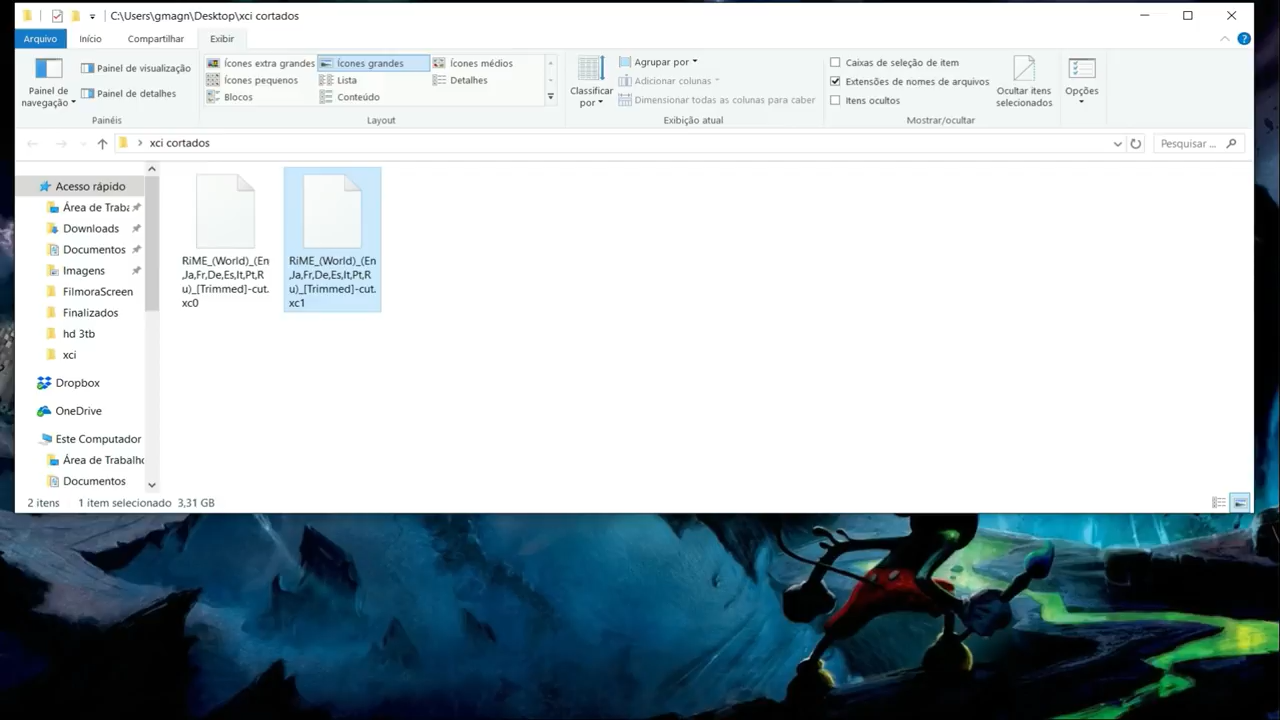 C:\Users\gmagn\Desktop\xci cortados
Arquivo
Início
Compartilhar
Exibir
Painel de navegação
Painel de visualização
Painel de detalhes
Painéis
Ícones extra grandes
Ícones grandes
Ícones médios
Ícones pequenos
Lista
Detalhes
Blocos
Conteúdo
Layout
Classificar por
Agrupar por
Adicionar colunas
Dimensionar todas as colunas para caber
Exibição atual
Caixas de seleção de item
Extensões de nomes de arquivos
Itens ocultos
Mostrar/ocultar
Ocultar itens selecionados
Opções
xci cortados
Pesquisar ...
Acesso rápido
Área de Traba
Downloads
Documentos
Imagens
FilmoraScreen
Finalizados
hd 3tb
xci
Dropbox
OneDrive
Este Computador
Área de Trabalho
Documentos
RiME_(World)_(En
,Ja,Fr,De,Es,It,Pt,R
u)_[Trimmed]-cut.
xc0
RiME_(World)_(En
,Ja,Fr,De,Es,It,Pt,R
u)_[Trimmed]-cut.
xc1
2 itens 1 item selecionado 3,31 GB